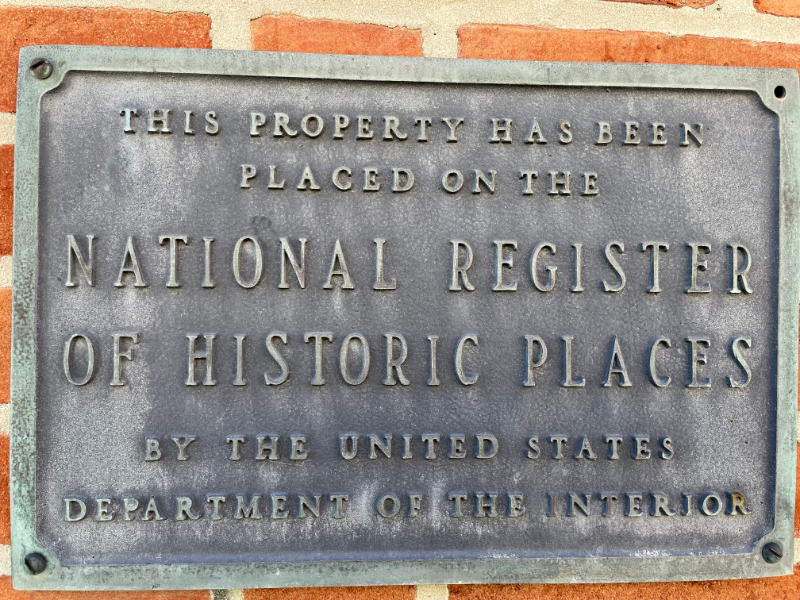 THIS PROPERTY HAS BEEN
PLACED ON THE
NATIONAL REGISTER
OF HISTORIC PLACES
BY THE UNITED STATES
DEPARTMENT OF THE INTERIOR